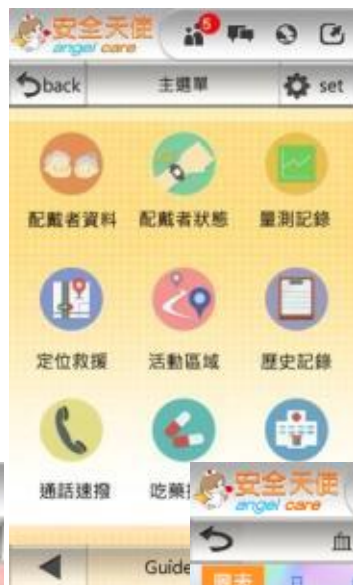 安全天使
angel care
5
back 主選單 set
配戴者資料 配戴者狀態 量測記錄
定位救援 活動區域 歷史記錄
通話速撥 吃藥
Guide
安全天使
angel care
血